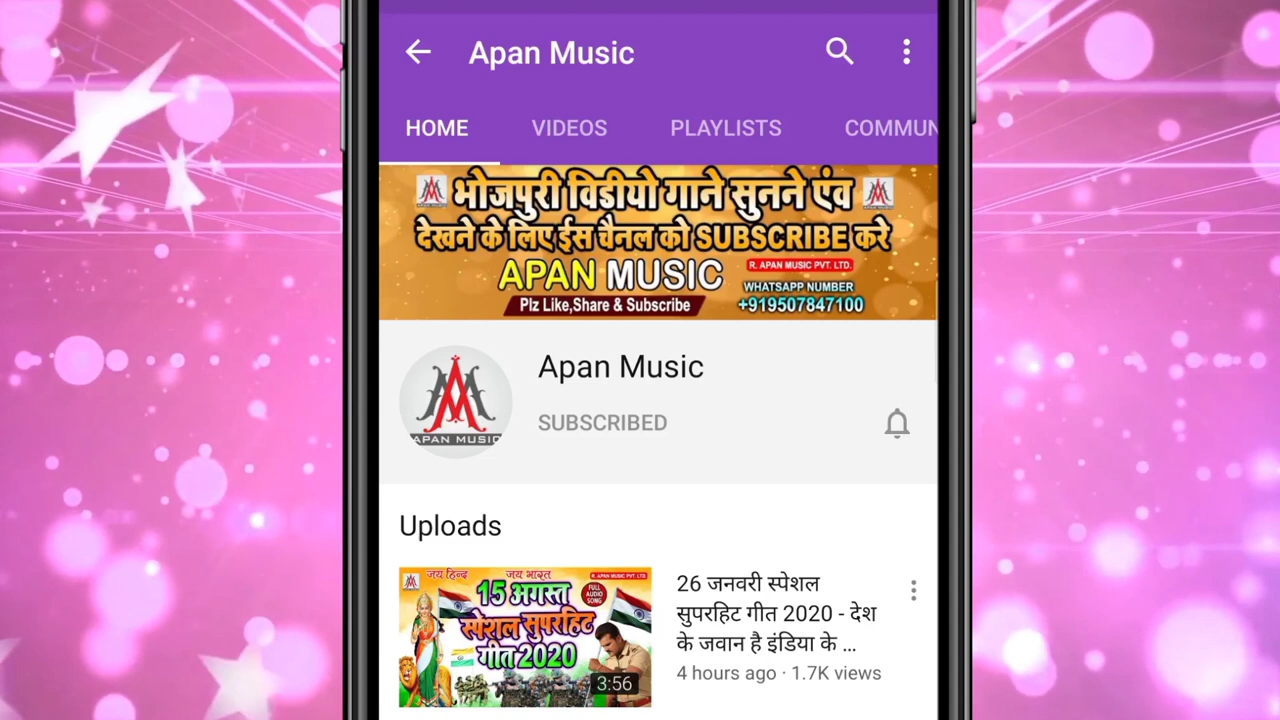 Apan Music
HOME VIDEOS PLAYLISTS COMMUN
भोजपुरी विडीयो गाने सुनने एंव
देखने के लिए ईस चैनल को SUBSCRIBE करे
APAN MUSIC
R. APAN MUSIC PVT. LTD.
Plz Like,Share & Subscribe
WHATSAPP NUMBER
+919507847100
Apan Music
SUBSCRIBED
APAN MUSIC
Uploads
जय हिन्द जय भारत
R. APAN MUSIC PVT. LTD
15 अगस्त
FULL
AUDIO
SONG
स्पेशल सुपरहिट
गीत 2020
3:56
26 जनवरी स्पेशल
सुपरहिट गीत 2020 - देश
के जवान है इंडिया के ...
4 hours ago · 1.7K views